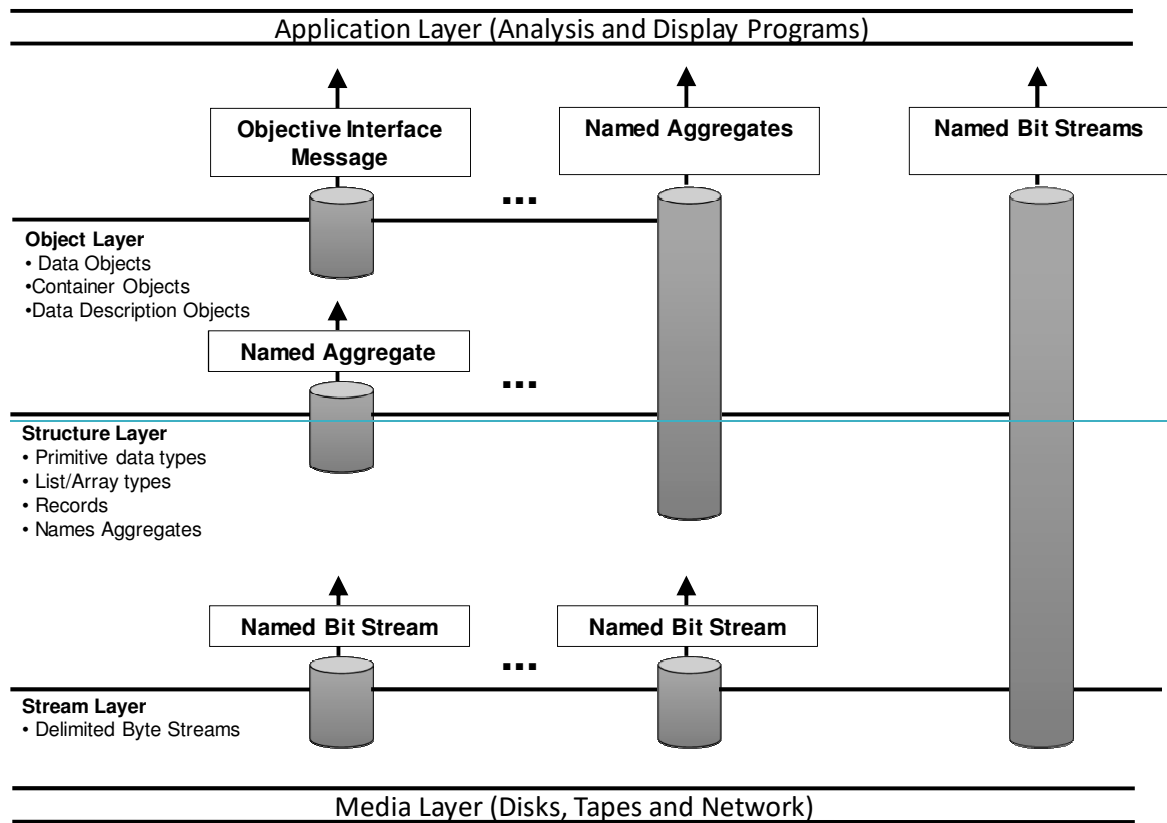 Application Layer (Analysis and Display Programs)
Objective Interface
Message
Named Aggregates
Named Bit Streams
...
Object Layer
• Data Objects
•Container Objects
•Data Description Objects
Named Aggregate
...
Structure Layer
• Primitive data types
• List/Array types
• Records
• Names Aggregates
Named Bit Stream
Named Bit Stream
...
Stream Layer
• Delimited Byte Streams
Media Layer (Disks, Tapes and Network)